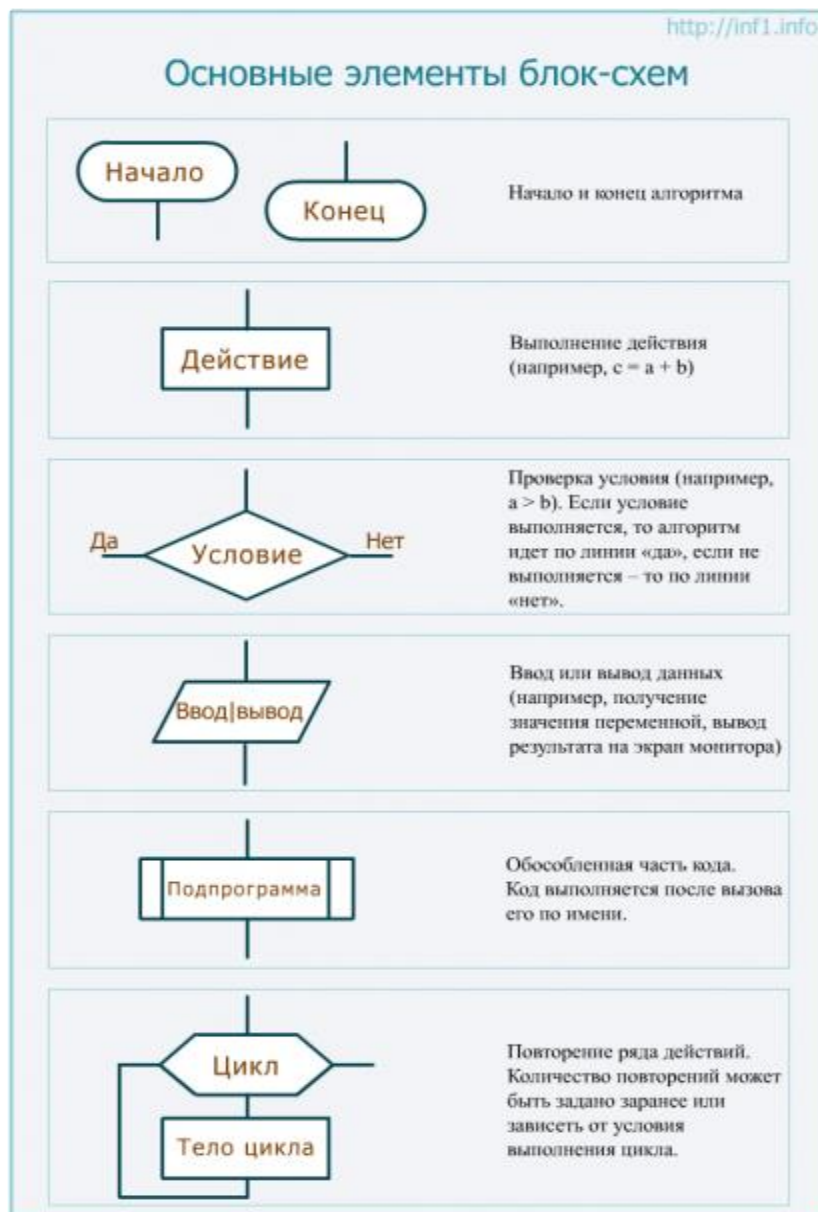 http://inf1.info
Основные элементы блок-схем
Начало
Конец
Начало и конец алгоритма
Действие
Выполнение действия
(например, c = a + b)
Да
Условие
Нет
Проверка условия (например,
a > b). Если условие
выполняется, то алгоритм
идет по линии «да», если не
выполняется – то по линии
«нет».
Ввод|вывод
Ввод или вывод данных
(например, получение
значения переменной, вывод
результата на экран монитора)
Подпрограмма
Обособленная часть кода.
Код выполняется после вызова
его по имени.
Цикл
Тело цикла
Повторение ряда действий.
Количество повторений может
быть задано заранее или
зависеть от условия
выполнения цикла.